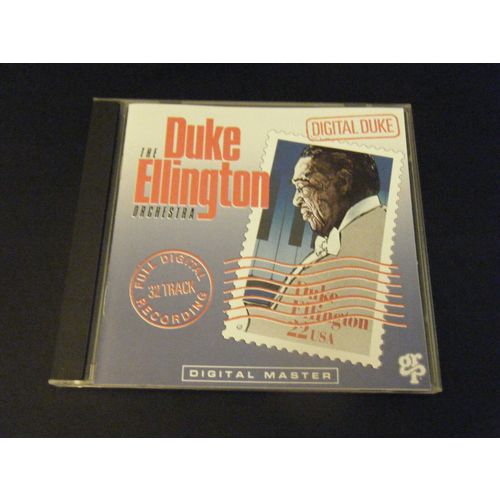 DIGITAL DUKE
THE
Duke
Ellington
ORCHESTRA
FULL DIGITAL
32 TRACK
RECORDING
Duke
Ellington
22 USA
DIGITAL MASTER
grp